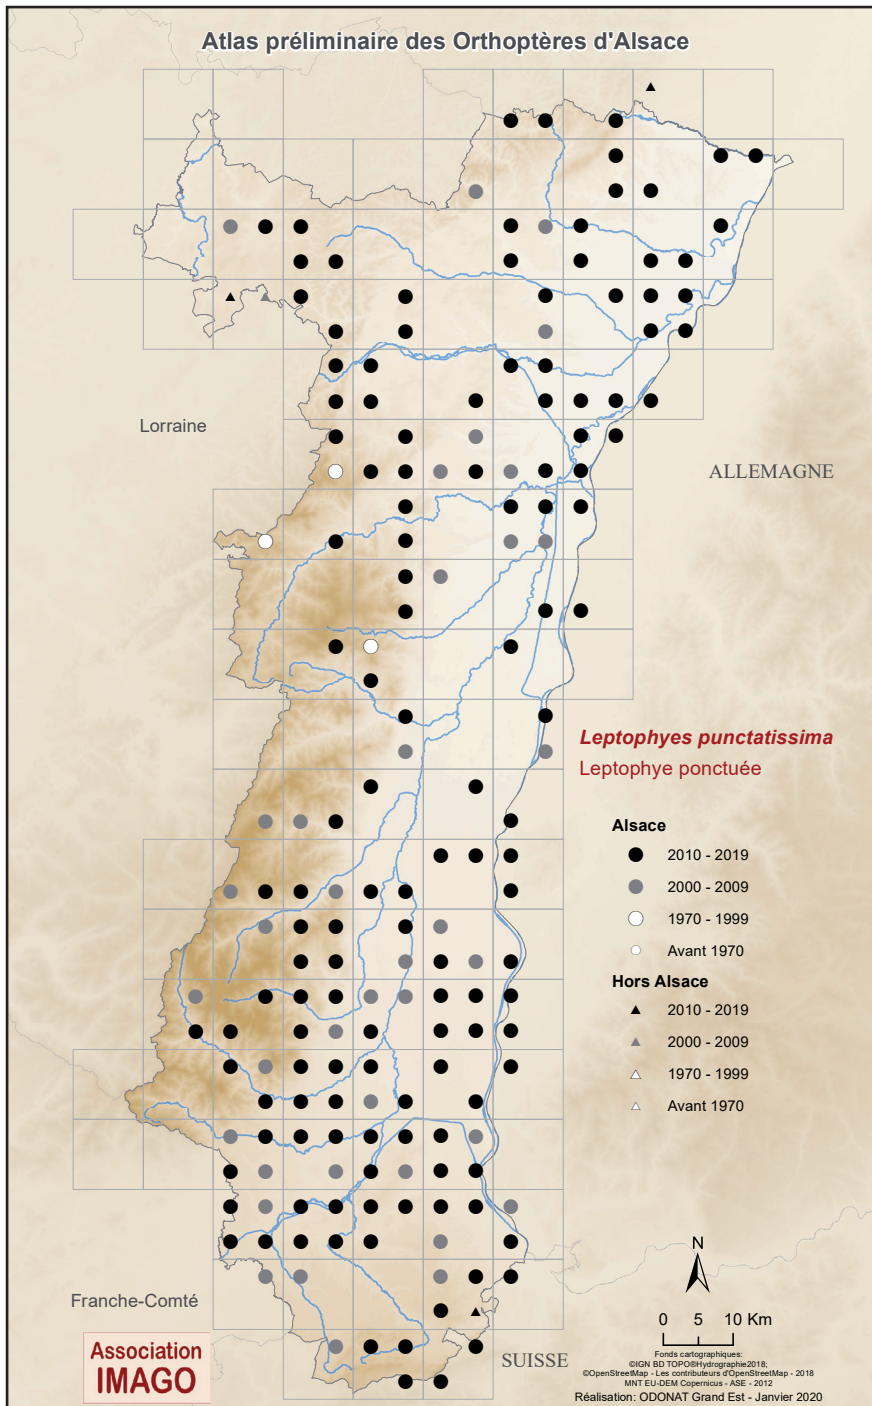 Atlas préliminaire des Orthoptères d'Alsace
Lorraine
ALLEMAGNE
Leptophyes punctatissima
Leptophye ponctuée
Alsace
2010 - 2019
2000 - 2009
1970 - 1999
Avant 1970
Hors Alsace
2010 - 2019
2000 - 2009
1970 - 1999
Avant 1970
N
Franche-Comté
0 5 10 Km
Association
IMAGO
SUISSE
Fonds cartographiques:
©IGN BD TOPO®Hydrographie2018;
©OpenStreetMap - Les contributeurs d'OpenStreetMap - 2018
MNT EU-DEM Copernicus - ASE - 2012
Réalisation: ODONAT Grand Est - Janvier 2020